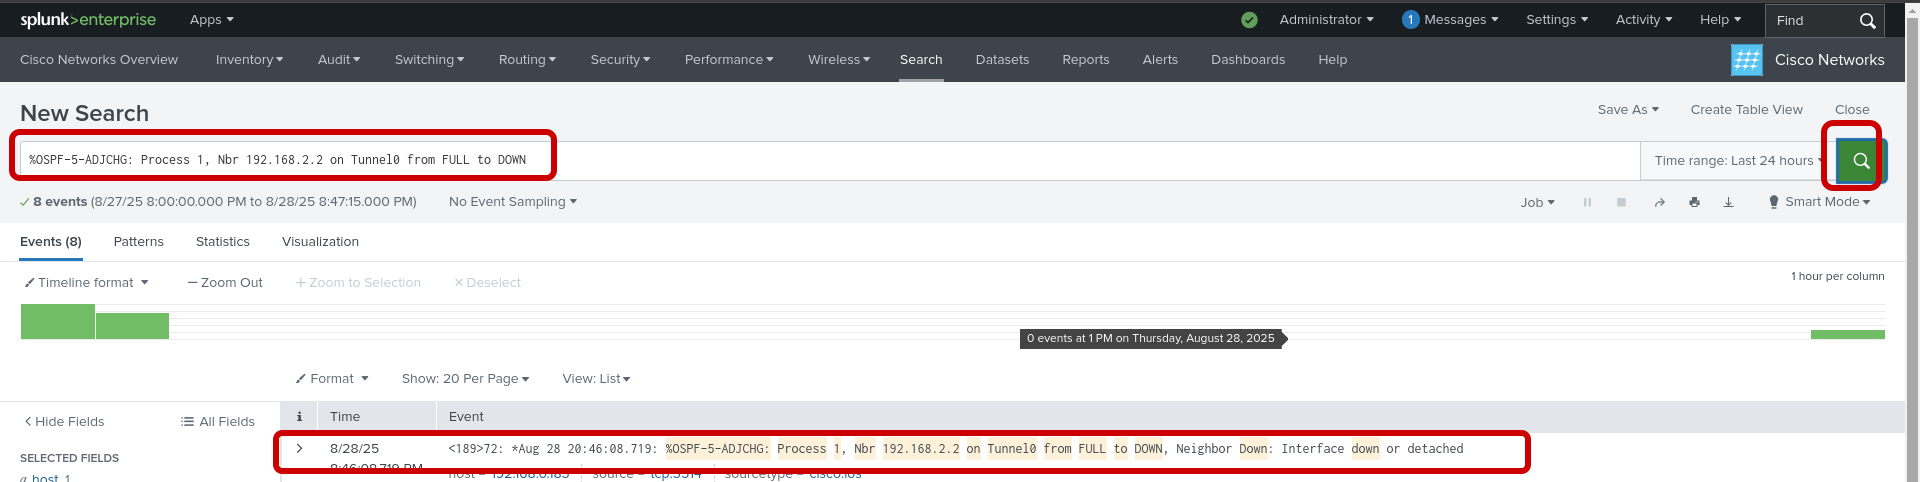 splunk>enterprise Apps Administrator 1 Messages Settings Activity Help Find
Cisco Networks Overview Inventory Audit Switching Routing Security Performance Wireless Search Datasets Reports Alerts Dashboards Help Cisco Networks
New Search Save As Create Table View Close
%OSPF-5-ADJCHG: Process 1, Nbr 192.168.2.2 on Tunnel0 from FULL to DOWN Time range: Last 24 hours
8 events (8/27/25 8:00:00.000 PM to 8/28/25 8:47:15.000 PM) No Event Sampling Job Smart Mode
Events (8) Patterns Statistics Visualization
Timeline format — Zoom Out + Zoom to Selection × Deselect 1 hour per column
0 events at 1 PM on Thursday, August 28, 2025
Format Show: 20 Per Page View: List
< Hide Fields All Fields i Time Event
> 8/28/25 <189>72: *Aug 28 20:46:08.719: %OSPF-5-ADJCHG: Process 1, Nbr 192.168.2.2 on Tunnel0 from FULL to DOWN, Neighbor Down: Interface down or detached
SELECTED FIELDS 8:46:08.719 PM
a host 1 host = 192.168.0.185 source = tcp:5514 sourcetype = cisco:ios